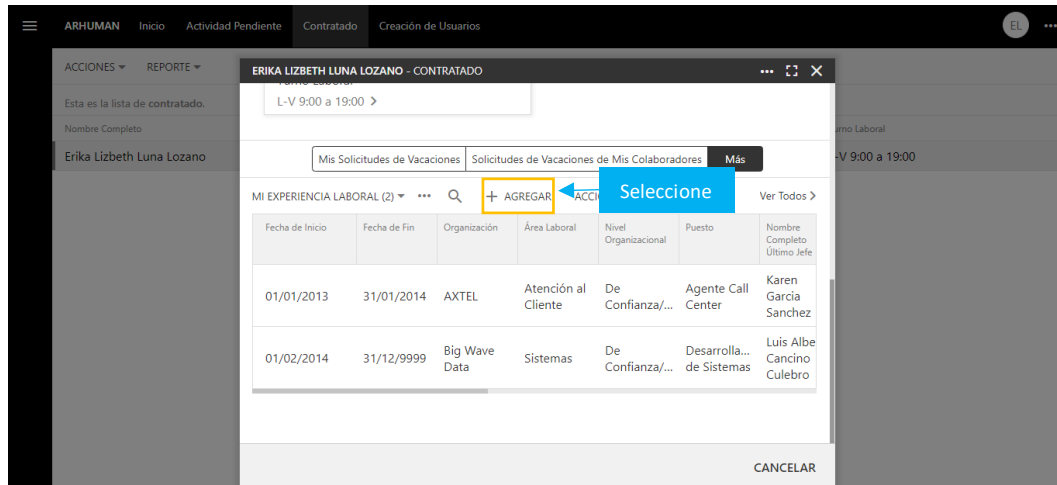 ARHUMAN Inicio Actividad Pendiente Contratado Creación de Usuarios EL
ACCIONES REPORTE
Esta es la lista de contratado.
Nombre Completo
Erika Lizbeth Luna Lozano
Laboral
9:00 a 19:00
ERIKA LIZBETH LUNA LOZANO - CONTRATADO
L-V 9:00 a 19:00
Mis Solicitudes de Vacaciones Solicitudes de Vacaciones de Mis Colaboradores Más
MI EXPERIENCIA LABORAL (2) AGREGAR Seleccione Ver Todos
Fecha de Inicio Fecha de Fin Organización Área Laboral Nivel Organizacional Puesto Nombre Completo Último Jefe
01/01/2013 31/01/2014 AXTEL Atención al Cliente De Confianza/... Agente Call Center Karen Garcia Sanchez
01/02/2014 31/12/9999 Big Wave Data Sistemas De Confianza/... Desarrolla... de Sistemas Luis Albe Cancino Culebro
CANCELAR